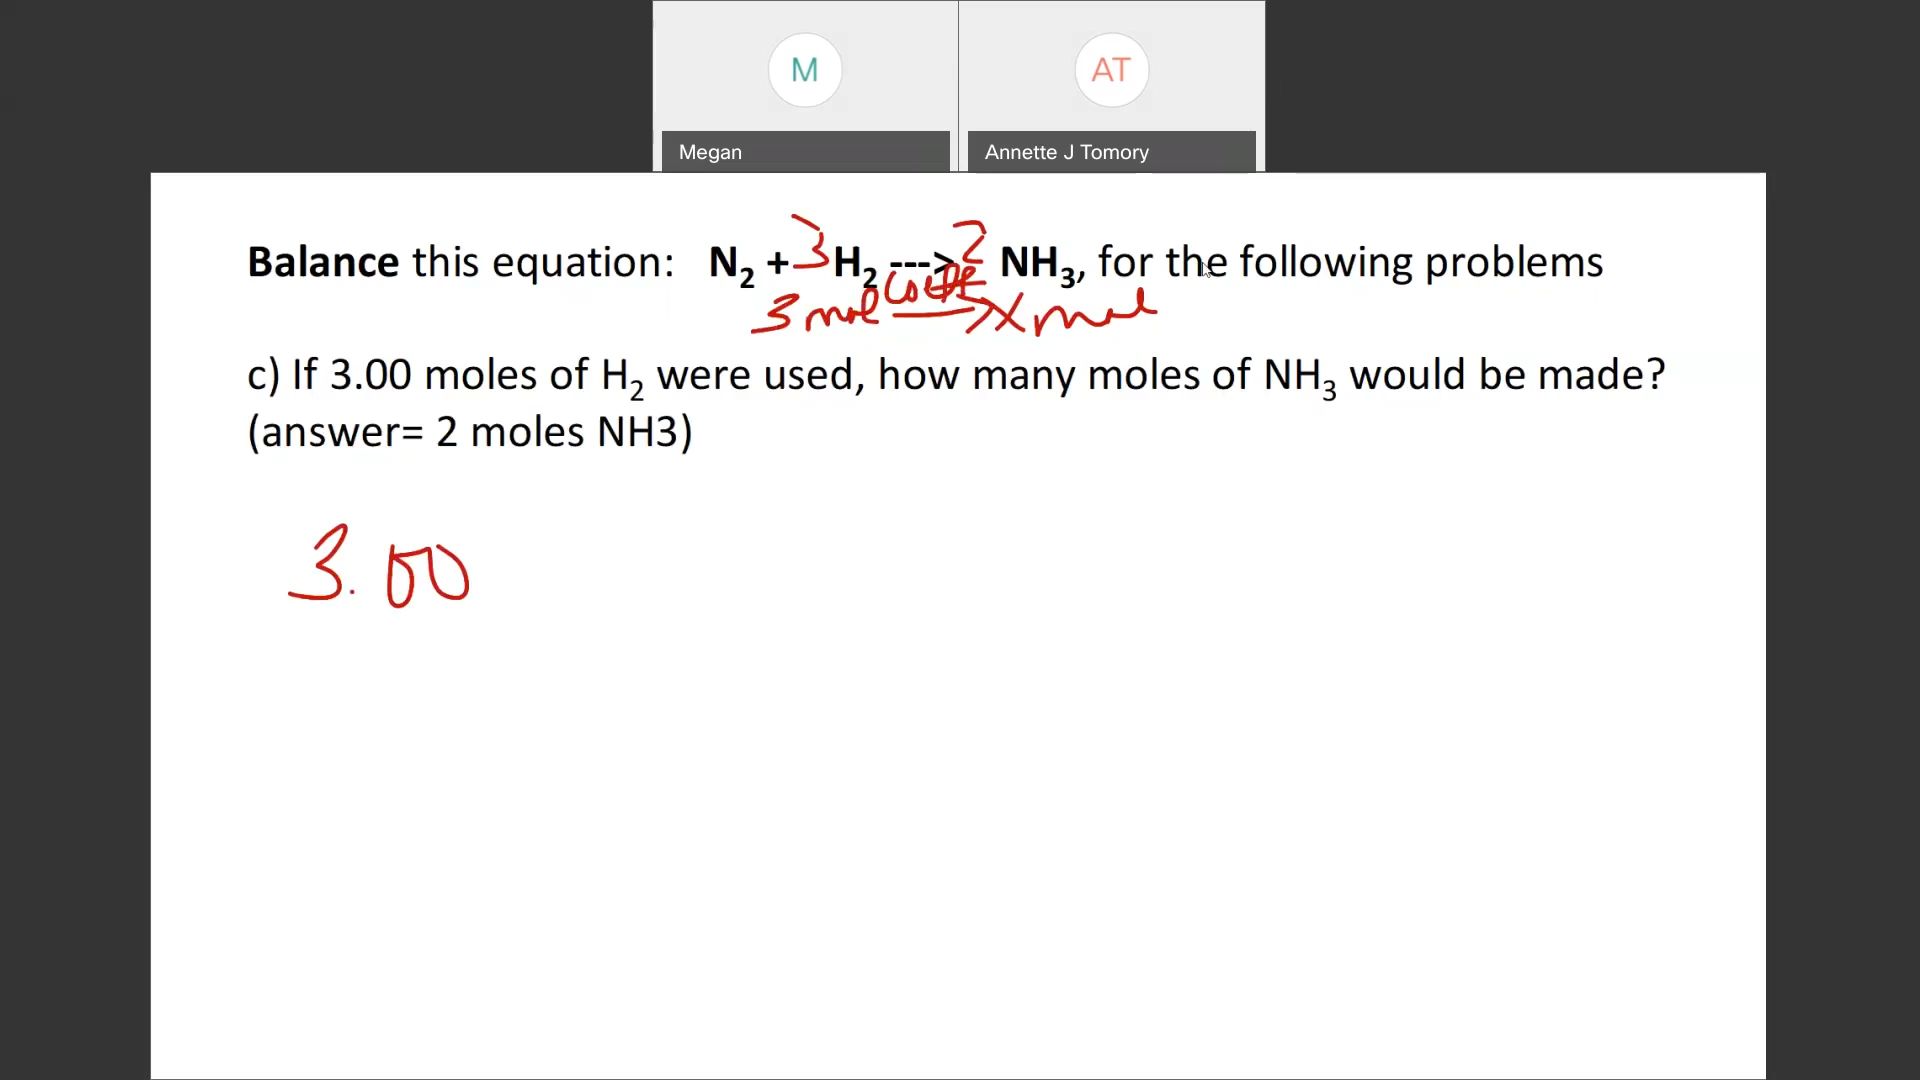 M
AT
Megan
Annette J Tomory
Balance this equation: N₂ + 3 H₂ ---> 2 NH₃, for the following problems
3 mol coeff X mol
c) If 3.00 moles of H₂ were used, how many moles of NH₃ would be made?
(answer= 2 moles NH3)
3.00